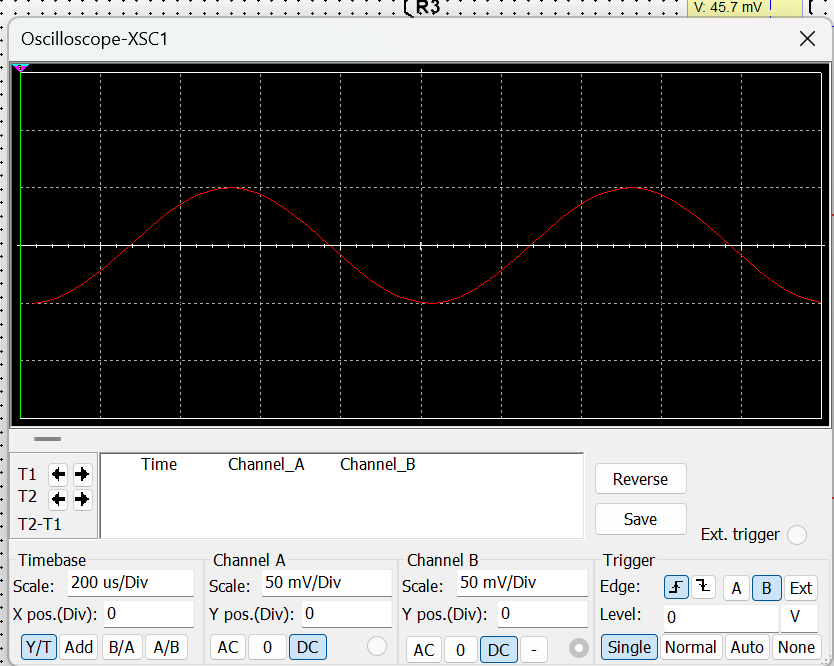 R3
V: 45.7 mV
Oscilloscope-XSC1
Time Channel_A Channel_B
T1
T2
T2-T1
Reverse
Save
Ext. trigger
Timebase
Scale: 200 us/Div
X pos.(Div): 0
Y/T Add B/A A/B
Channel A
Scale: 50 mV/Div
Y pos.(Div): 0
AC 0 DC
Channel B
Scale: 50 mV/Div
Y pos.(Div): 0
AC 0 DC -
Trigger
Edge: A B Ext
Level: 0 V
Single Normal Auto None